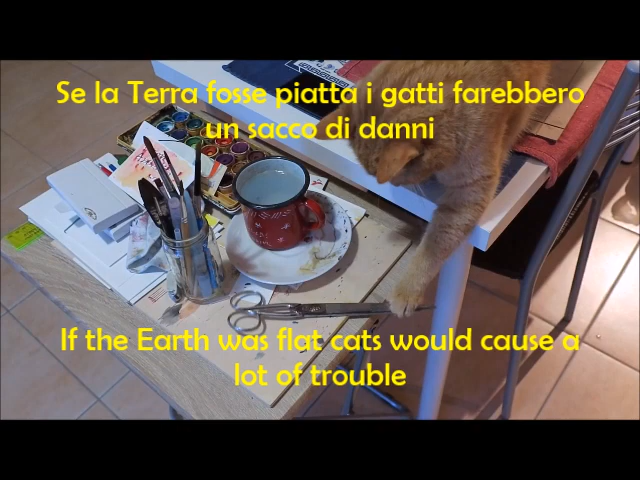 Se la Terra fosse piatta i gatti farebbero
un sacco di danni
If the Earth was flat cats would cause a
lot of trouble